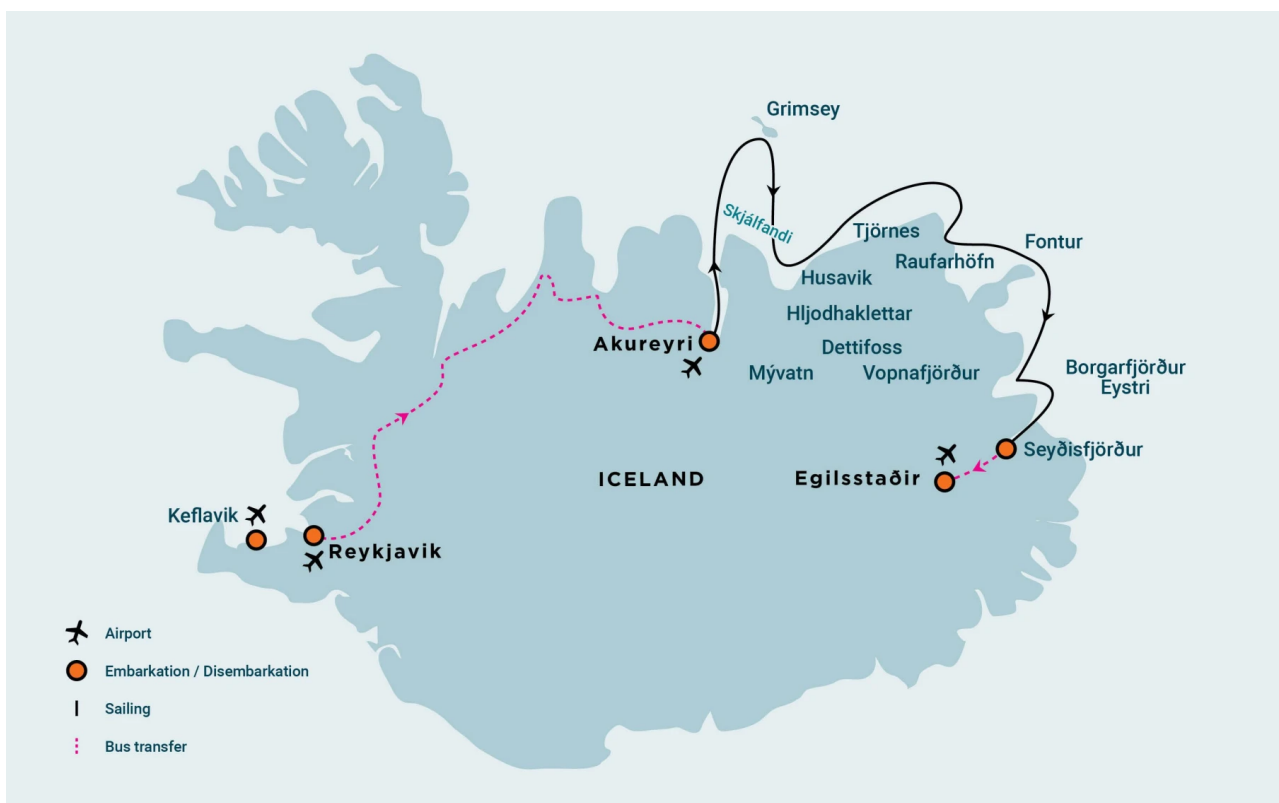 Grimsey
Skjálfandi
Tjörnes
Fontur
Raufarhöfn
Husavik
Hljodhaklettar
Akureyri
Dettifoss
Mývatn
Vopnafjörður
Borgarfjörður
Eystri
Seyðisfjörður
ICELAND
Egilsstaðir
Keflavik
Reykjavik
Airport
Embarkation / Disembarkation
Sailing
Bus transfer